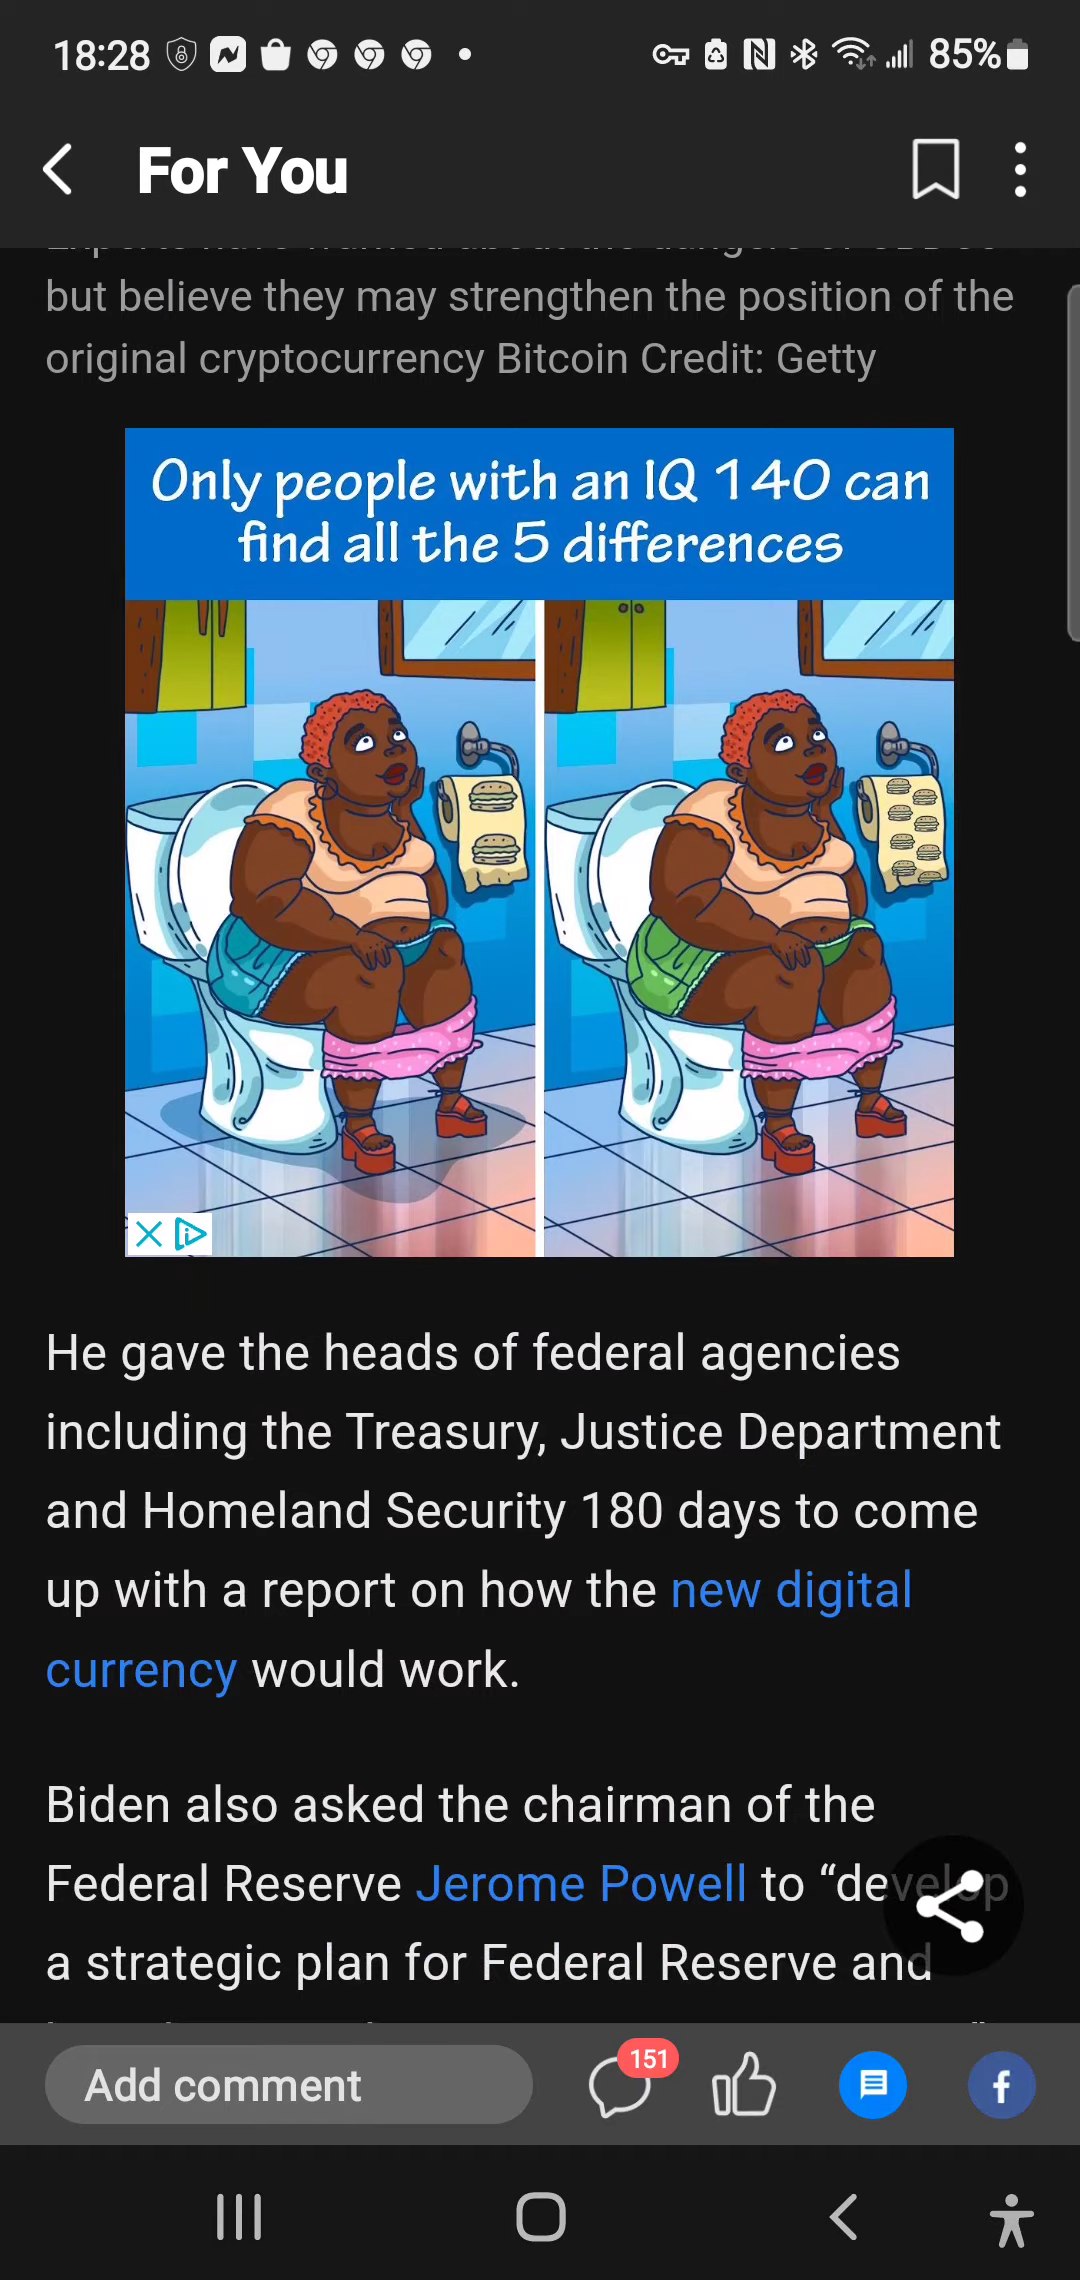 18:28
85%
For You
but believe they may strengthen the position of the
original cryptocurrency Bitcoin Credit: Getty
Only people with an IQ 140 can
find all the 5 differences
He gave the heads of federal agencies
including the Treasury, Justice Department
and Homeland Security 180 days to come
up with a report on how the new digital
currency would work.
Biden also asked the chairman of the
Federal Reserve Jerome Powell to “develop
a strategic plan for Federal Reserve and
Add comment
151